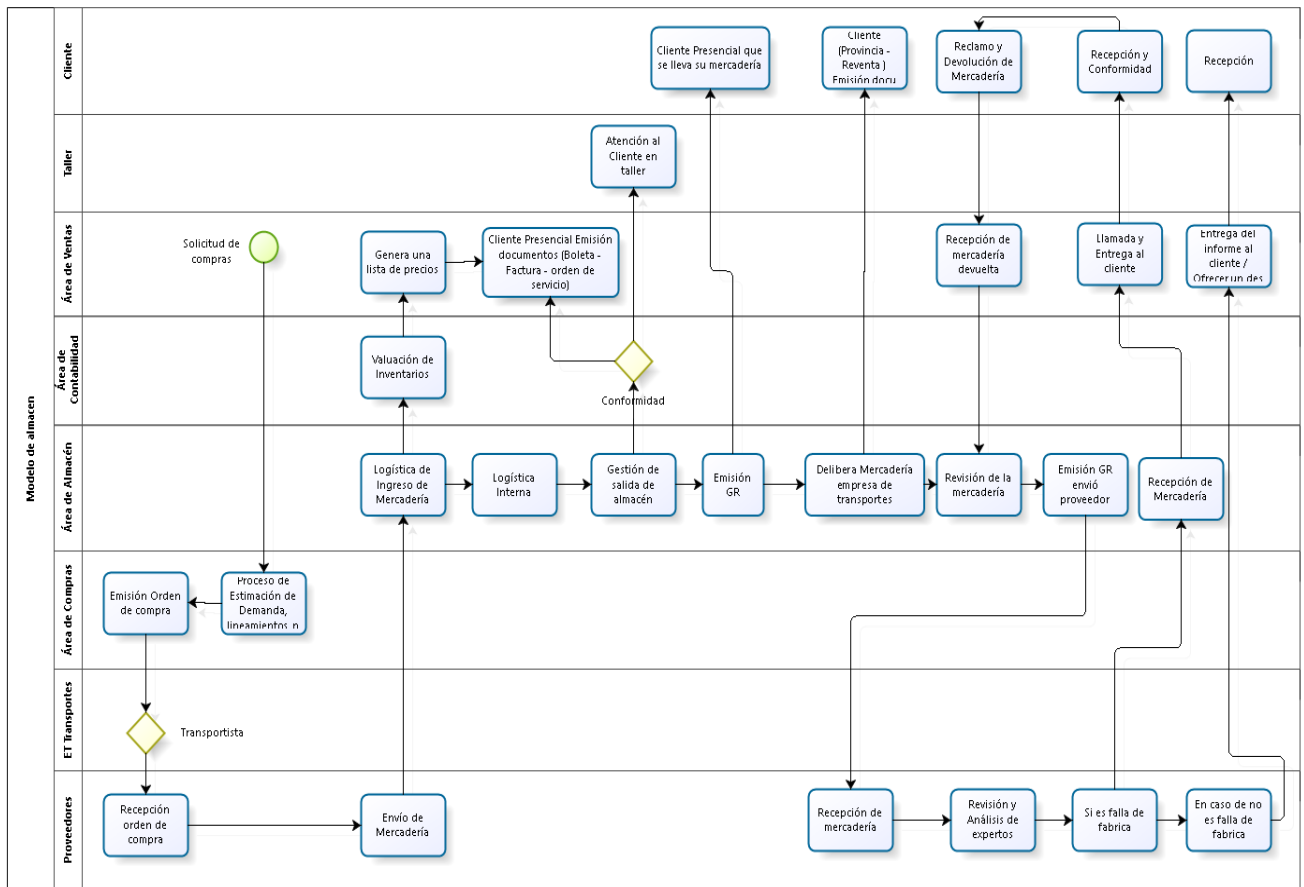 Modelo de almacen
Cliente
Cliente Presencial que
se lleva su mercadería
Cliente
(Provincia -
Reventa )
Emisión docu
Reclamo y
Devolución de
Mercadería
Recepción y
Conformidad
Recepción
Taller
Atención al
Cliente en
taller
Área de Ventas
Solicitud de
compras
Genera una
lista de precios
Cliente Presencial Emisión
documentos (Boleta -
Factura - orden de
servicio)
Recepción de
mercadería
devuelta
Llamada y
Entrega al
cliente
Entrega del
informe al
cliente /
Ofrecer un des
Área de
Contabilidad
Valuación de
Inventarios
Conformidad
Área de Almacén
Logística de
Ingreso de
Mercadería
Logística
Interna
Gestión de
salida de
almacén
Emisión
GR
Delibera Mercadería
empresa de
transportes
Revisión de la
mercadería
Emisión GR
envió
proveedor
Recepción de
Mercadería
Área de Compras
Emisión Orden
de compra
Proceso de
Estimación de
Demanda,
lineamientos n
ET Transportes
Transportista
Proveedores
Recepción
orden de
compra
Envío de
Mercadería
Recepción de
mercadería
Revisión y
Análisis de
expertos
Si es falla de
fabrica
En caso de no
es falla de
fabrica